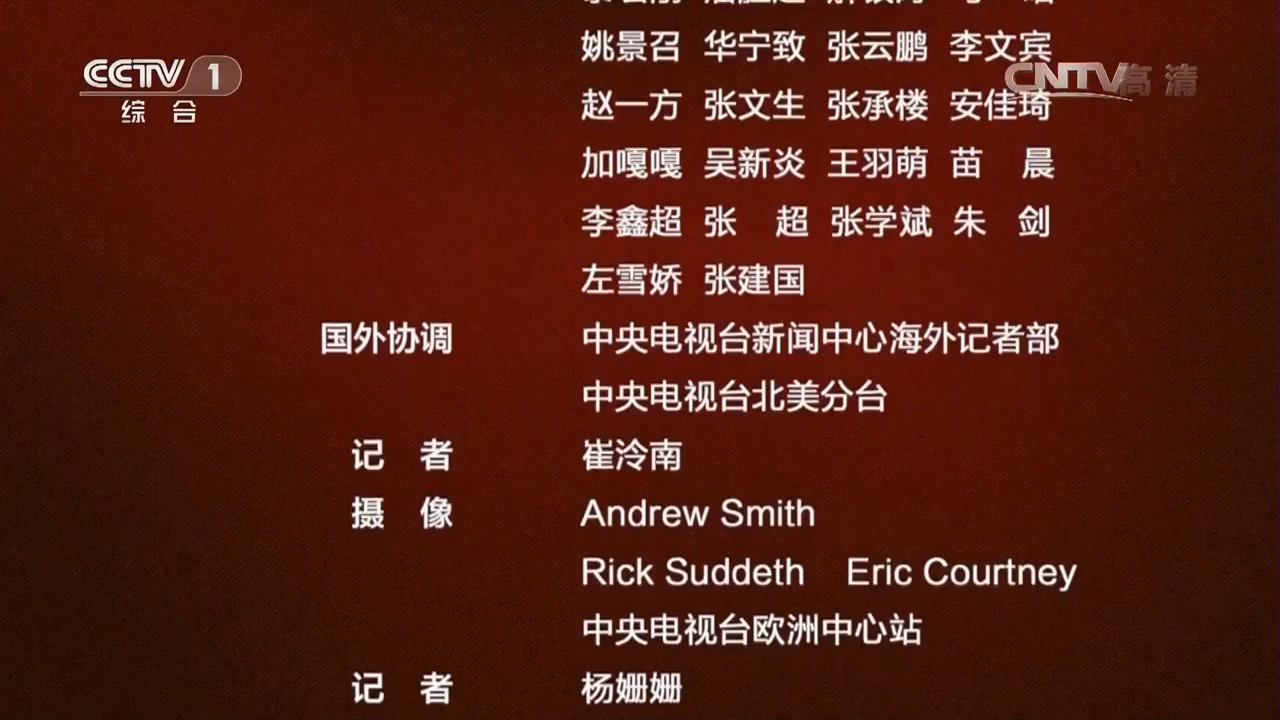 姚景召 华宁致 张云鹏 李文宾
CCTV 1
综合
CNTV高清
赵一方 张文生 张承楼 安佳琦
加嘎嘎 吴新炎 王羽萌 苗 晨
李鑫超 张 超 张学斌 朱 剑
左雪娇 张建国
国外协调 中央电视台新闻中心海外记者部
中央电视台北美分台
记 者 崔泠南
摄 像 Andrew Smith
Rick Suddeth Eric Courtney
中央电视台欧洲中心站
记 者 杨姗姗